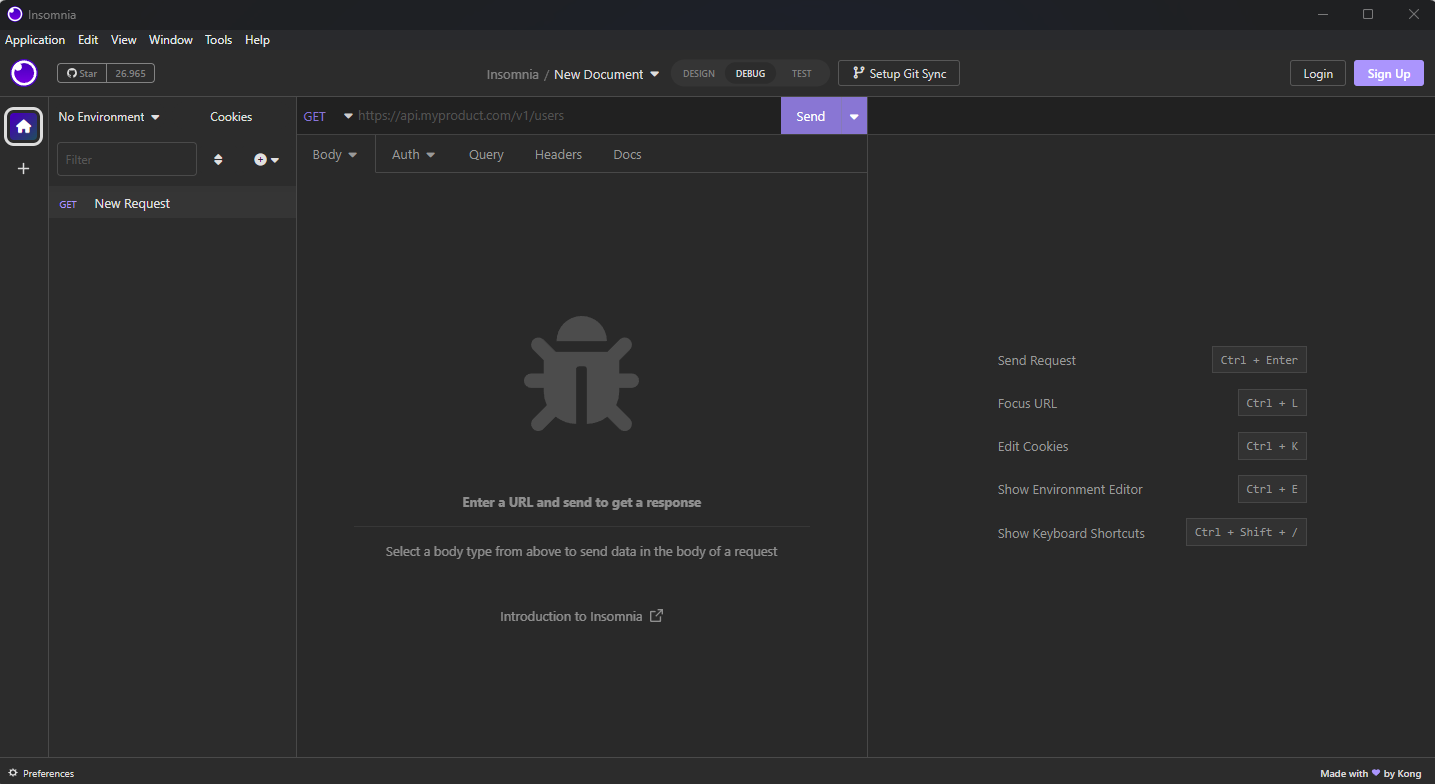 Insomnia
Application Edit View Window Tools Help
Star 26.965
Insomnia / New Document
DESIGN DEBUG TEST
Setup Git Sync
Login
Sign Up
No Environment
Cookies
Filter
GET New Request
GET https://api.myproduct.com/v1/users
Send
Body Auth Query Headers Docs
Enter a URL and send to get a response
Select a body type from above to send data in the body of a request
Introduction to Insomnia
Send Request Ctrl + Enter
Focus URL Ctrl + L
Edit Cookies Ctrl + K
Show Environment Editor Ctrl + E
Show Keyboard Shortcuts Ctrl + Shift + /
Preferences
Made with 💜 by Kong